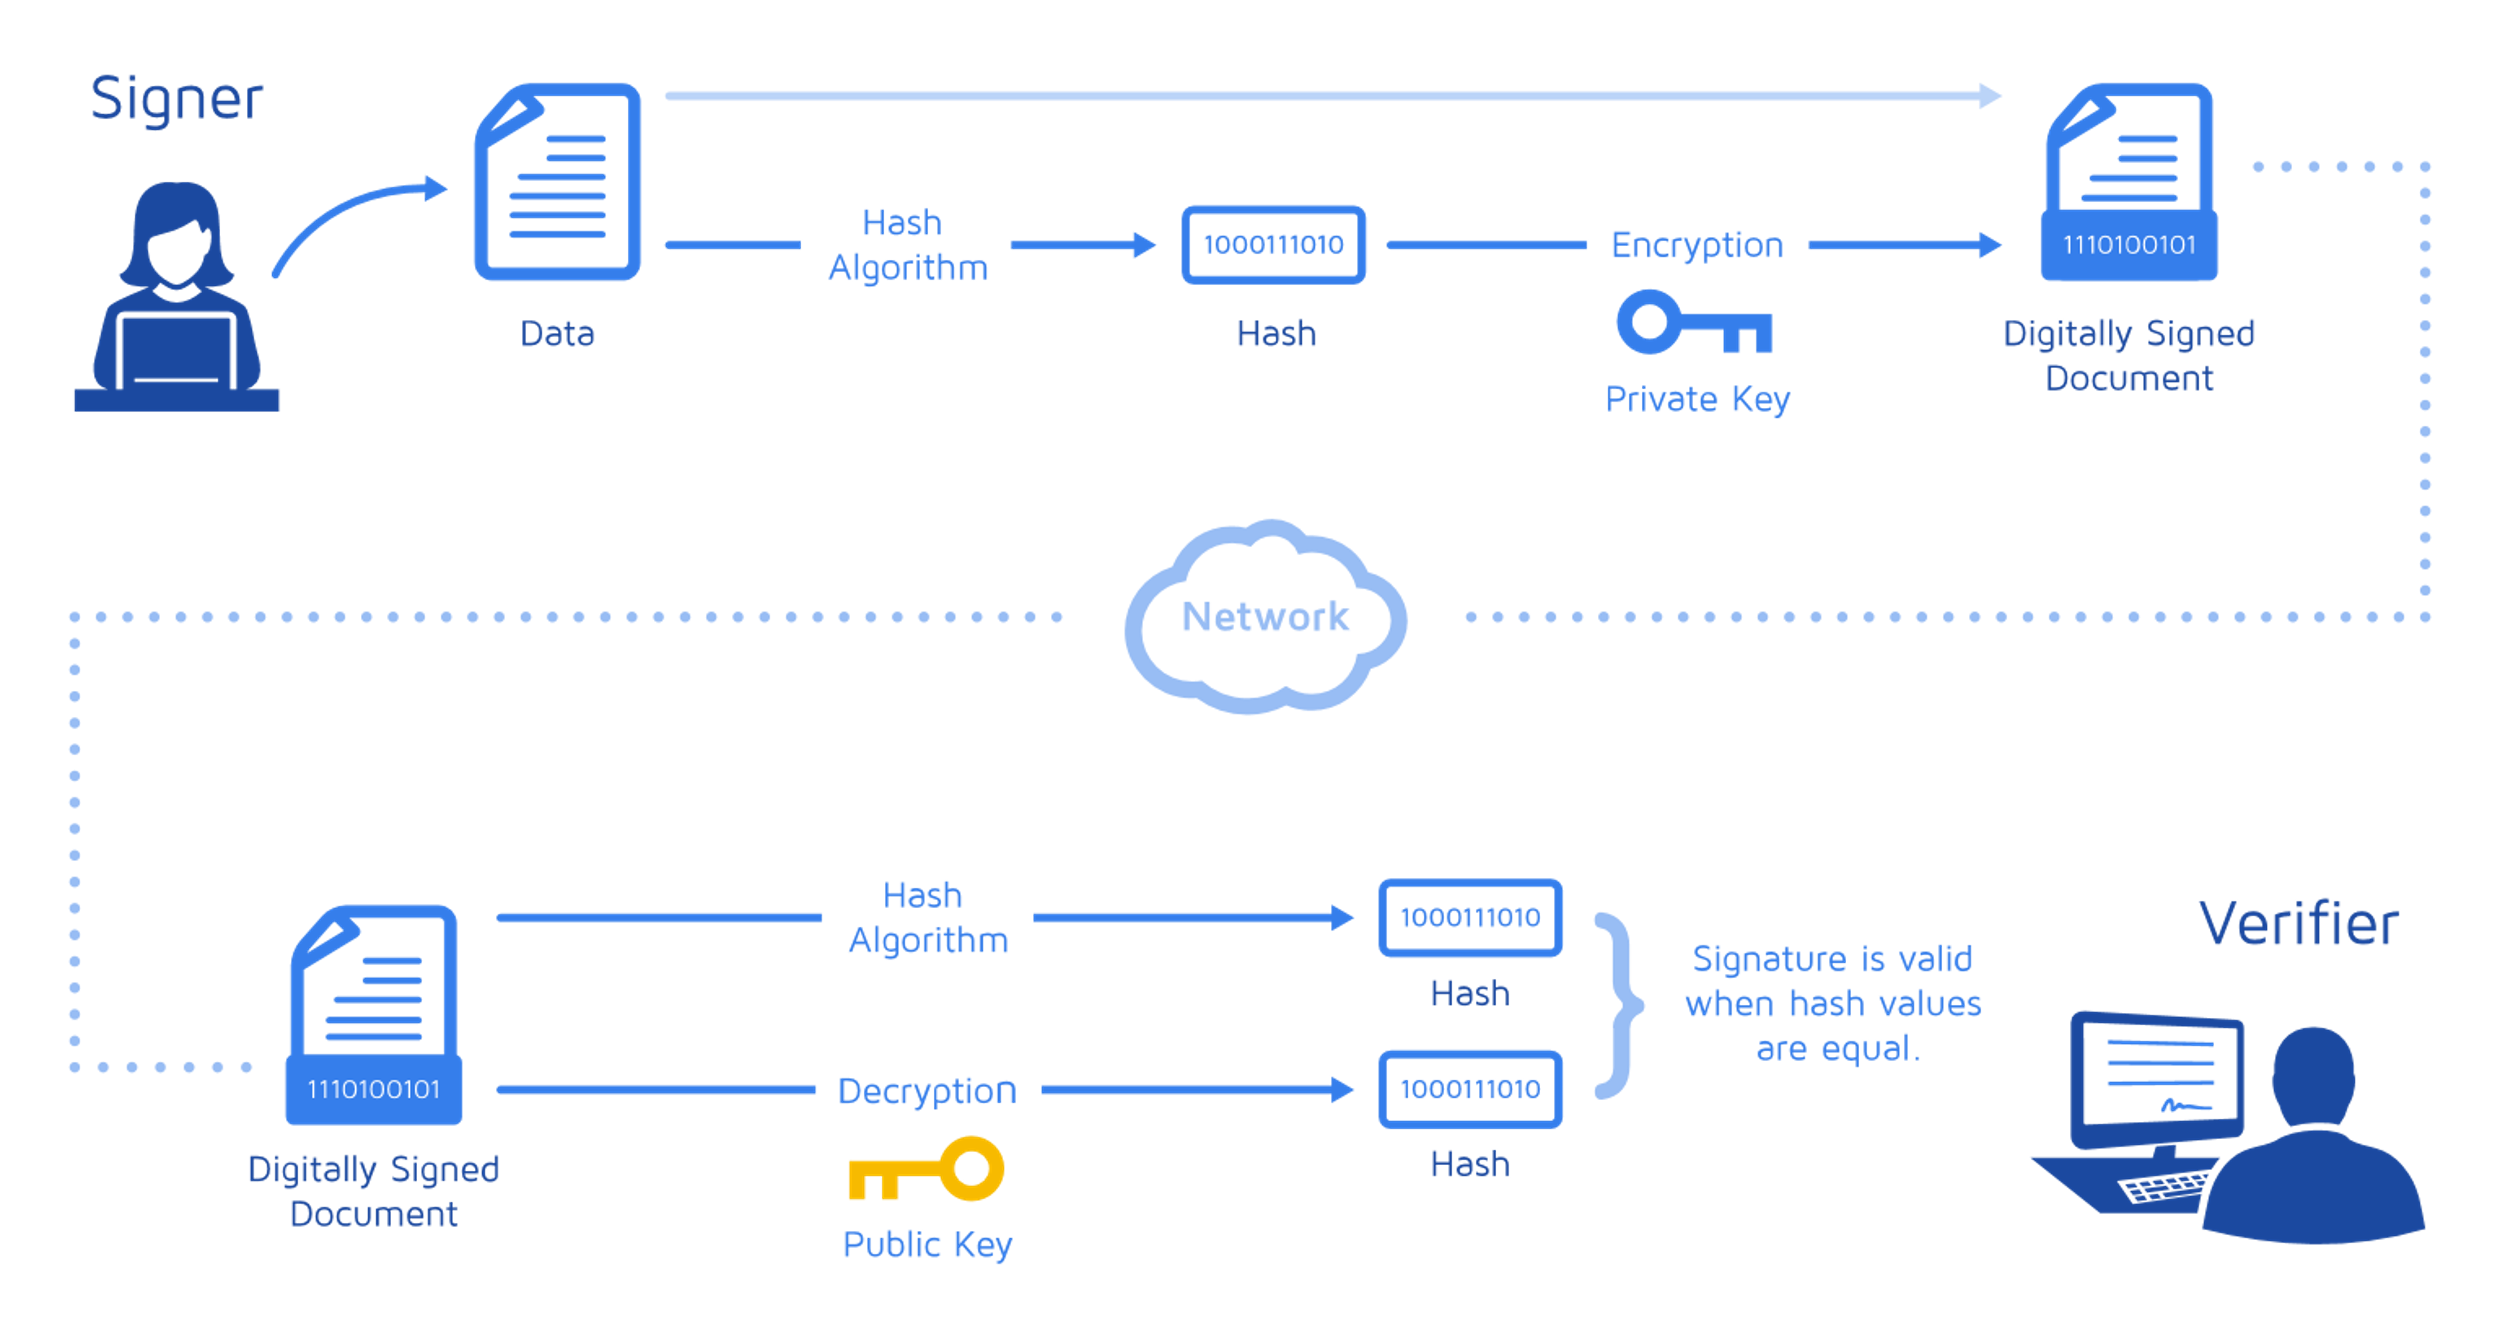 Signer
Hash
Algorithm
1000111010
Encryption
1110100101
Data
Hash
Private Key
Digitally Signed
Document
Network
Hash
Algorithm
1000111010
Hash
Decryption
1000111010
Hash
1110100101
Digitally Signed
Document
Public Key
Signature is valid
when hash values
are equal.
Verifier